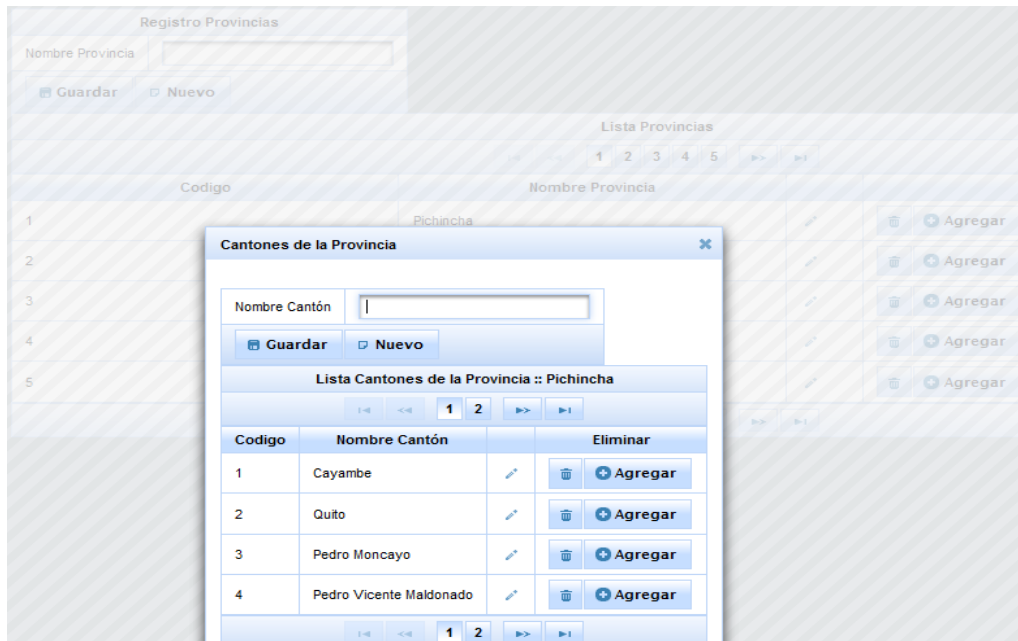 Registro Provincias
Nombre Provincia
Guardar Nuevo
Lista Provincias
1 2 3 4 5
Codigo Nombre Provincia
1 Pichincha Agregar
2 Agregar
3 Agregar
4 Agregar
5 Agregar
Cantones de la Provincia
Nombre Cantón
Guardar Nuevo
Lista Cantones de la Provincia :: Pichincha
1 2
Codigo Nombre Cantón Eliminar
1 Cayambe Agregar
2 Quito Agregar
3 Pedro Moncayo Agregar
4 Pedro Vicente Maldonado Agregar
1 2